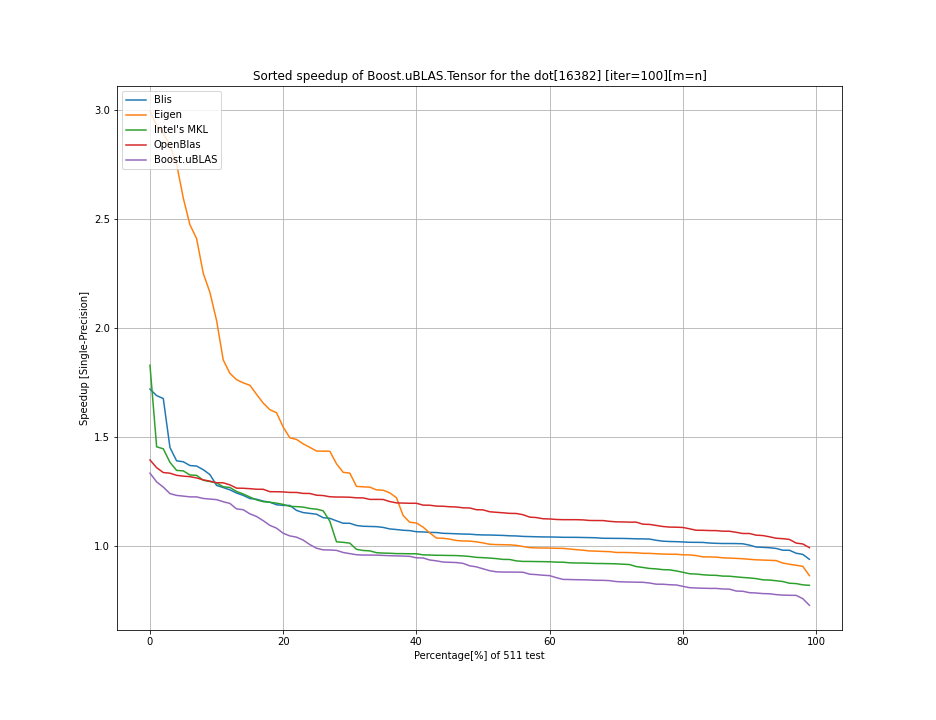 Sorted speedup of Boost.uBLAS.Tensor for the dot[16382] [iter=100][m=n]
Blis
Eigen
Intel's MKL
OpenBlas
Boost.uBLAS
Speedup [Single-Precision]
3.0
2.5
2.0
1.5
1.0
0
20
40
60
80
100
Percentage[%] of 511 test